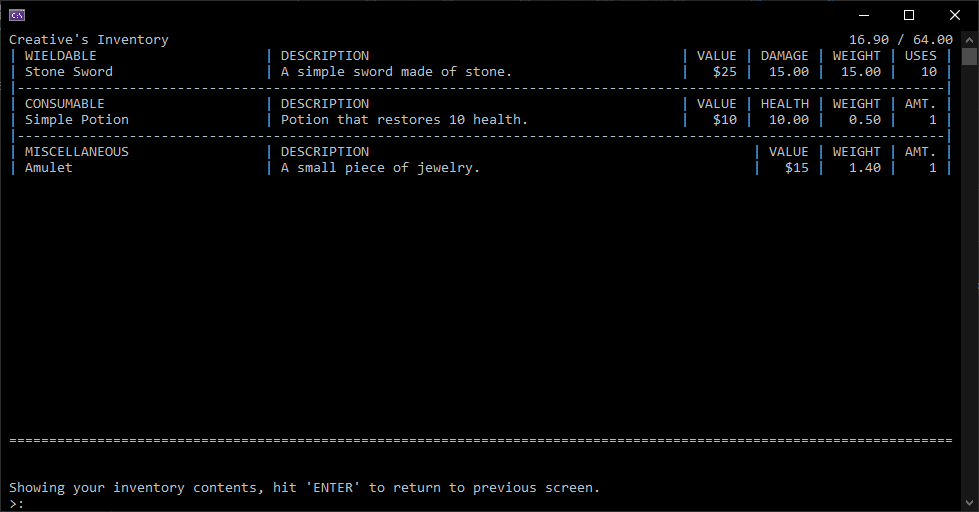 Creative's Inventory 16.90 / 64.00
| WIELDABLE | DESCRIPTION | VALUE | DAMAGE | WEIGHT | USES |
| Stone Sword | A simple sword made of stone. | $25 | 15.00 | 15.00 | 10 |
|--------------------------------------------------------------------------------------------------------------------|
| CONSUMABLE | DESCRIPTION | VALUE | HEALTH | WEIGHT | AMT. |
| Simple Potion | Potion that restores 10 health. | $10 | 10.00 | 0.50 | 1 |
|--------------------------------------------------------------------------------------------------------------------|
| MISCELLANEOUS | DESCRIPTION | VALUE | WEIGHT | AMT. |
| Amulet | A small piece of jewelry. | $15 | 1.40 | 1 |
======================================================================================================================
Showing your inventory contents, hit 'ENTER' to return to previous screen.
>: